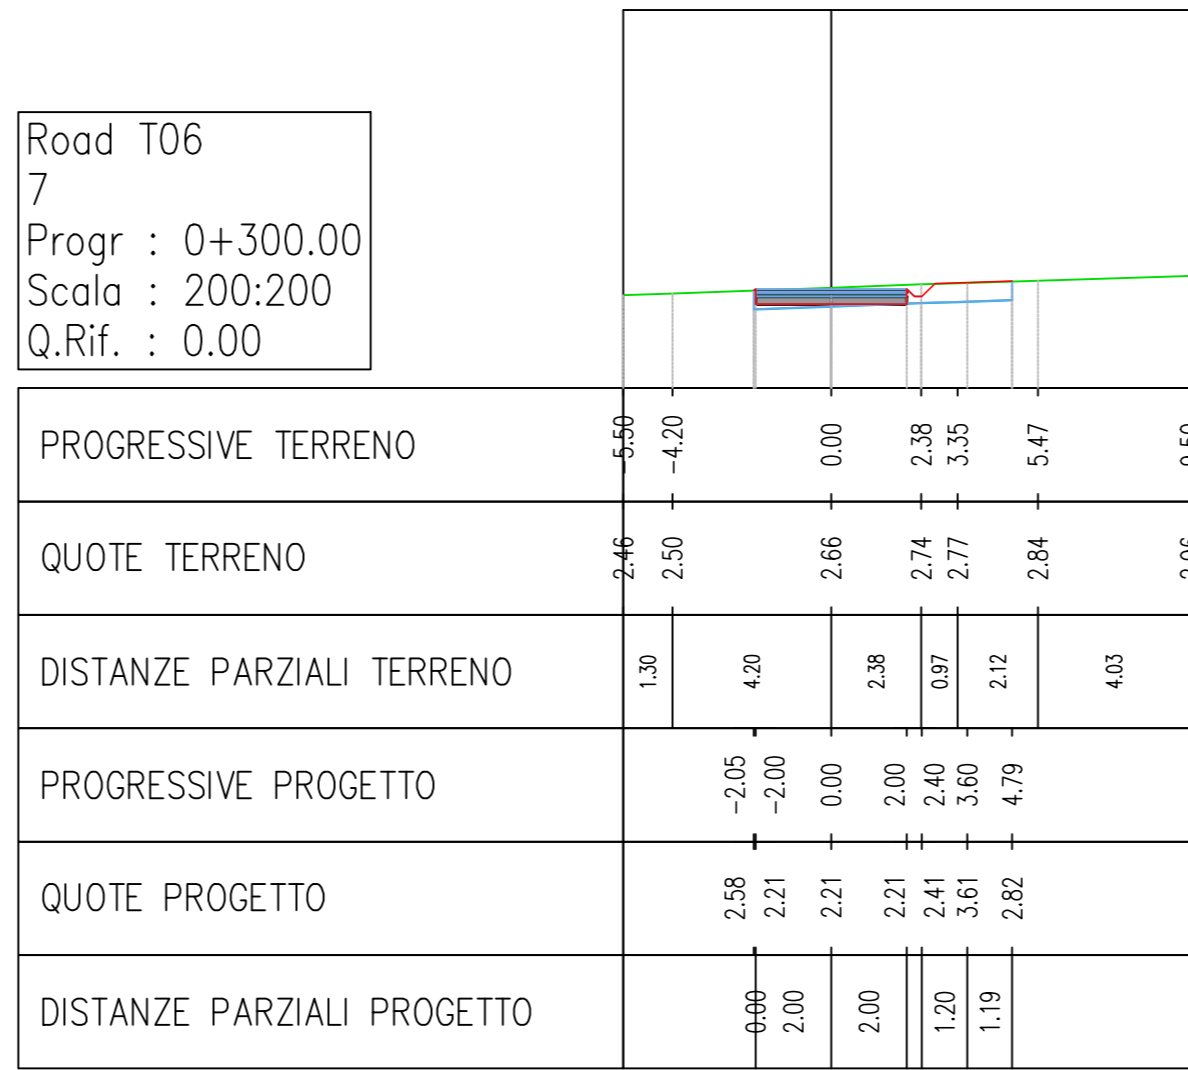 Road T06
7
Progr : 0+300.00
Scala : 200:200
Q.Rif. : 0.00
PROGRESSIVE TERRENO -5.50 -4.20 0.00 2.38 3.35 5.47
QUOTE TERRENO 2.46 2.50 2.66 2.74 2.77 2.84
DISTANZE PARZIALI TERRENO 1.30 4.20 2.38 0.97 2.12 4.03
PROGRESSIVE PROGETTO -2.05 -2.00 0.00 2.00 2.40 3.60 4.79
QUOTE PROGETTO 2.58 2.21 2.21 2.21 2.41 3.61 2.82
DISTANZE PARZIALI PROGETTO 0.00 2.00 2.00 1.20 1.19